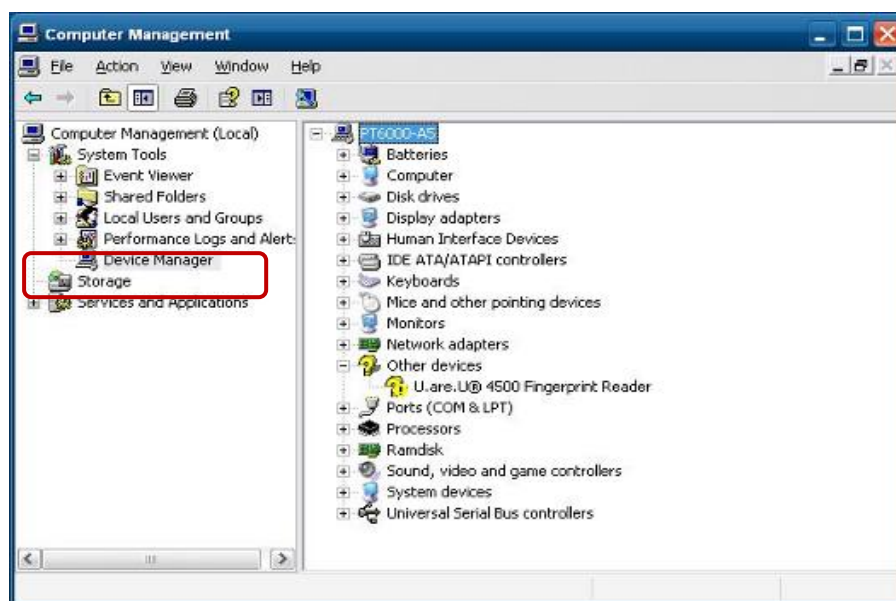 Computer Management
File Action View Window Help
Computer Management (Local)
System Tools
Event Viewer
Shared Folders
Local Users and Groups
Performance Logs and Alert:
Device Manager
Storage
Services and Applications
PT6000-A5
Batteries
Computer
Disk drives
Display adapters
Human Interface Devices
IDE ATA/ATAPI controllers
Keyboards
Mice and other pointing devices
Monitors
Network adapters
Other devices
U.are.U® 4500 Fingerprint Reader
Ports (COM & LPT)
Processors
Ramdisk
Sound, video and game controllers
System devices
Universal Serial Bus controllers